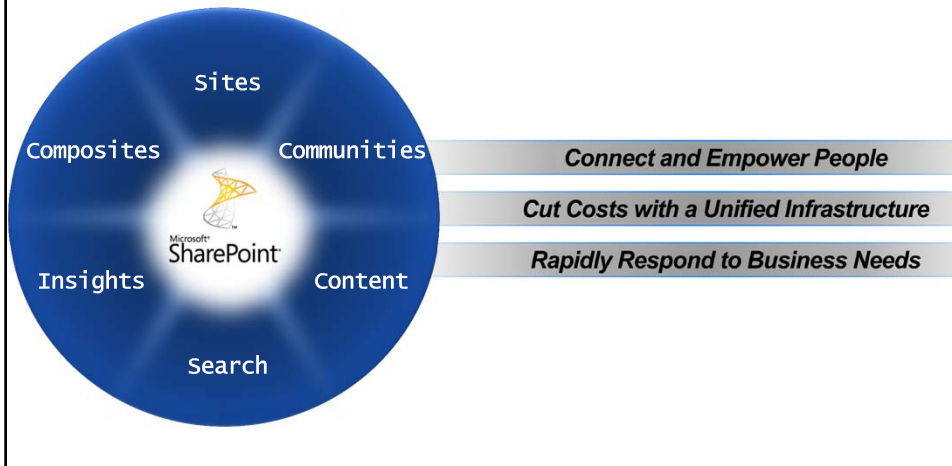 Sites
Composites
Communities
Microsoft®
SharePoint®
Insights
Content
Search
Connect and Empower People
Cut Costs with a Unified Infrastructure
Rapidly Respond to Business Needs